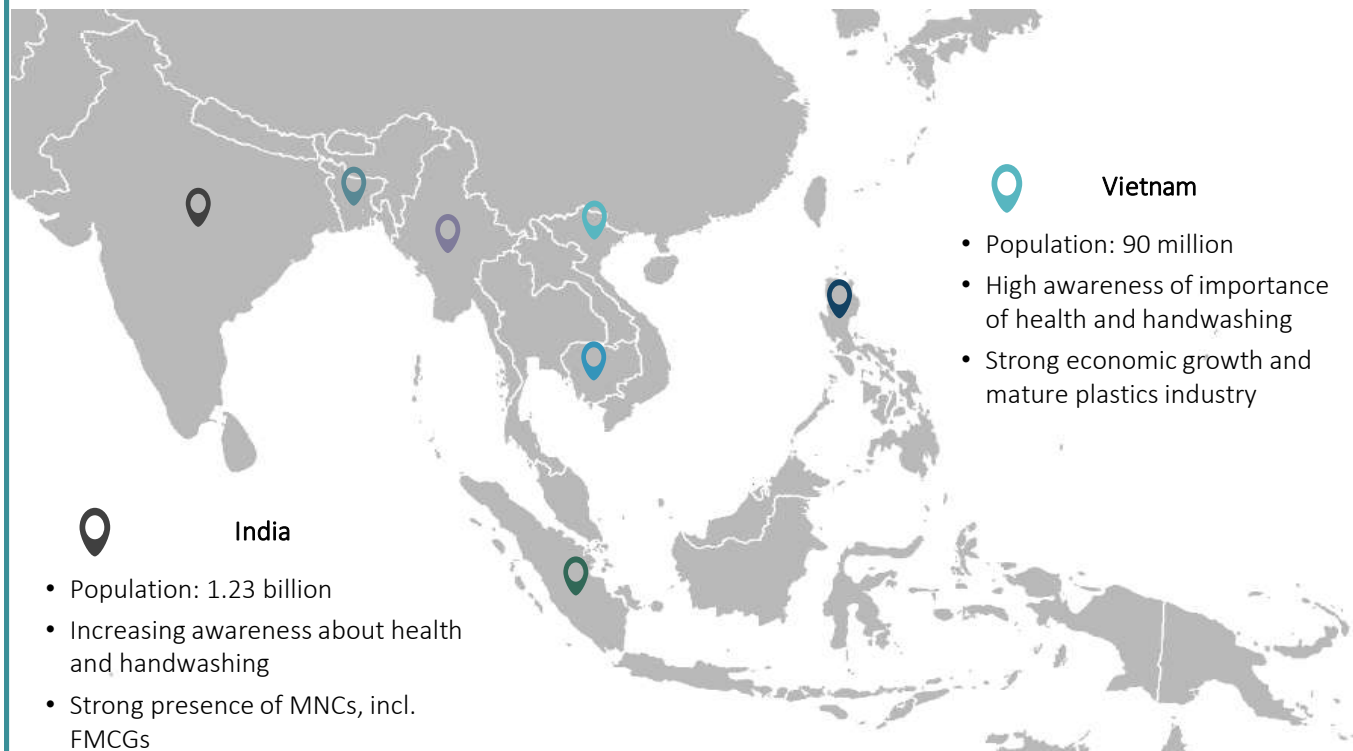 Vietnam
• Population: 90 million
• High awareness of importance
of health and handwashing
• Strong economic growth and
mature plastics industry
India
• Population: 1.23 billion
• Increasing awareness about health
and handwashing
• Strong presence of MNCs, incl.
FMCGs